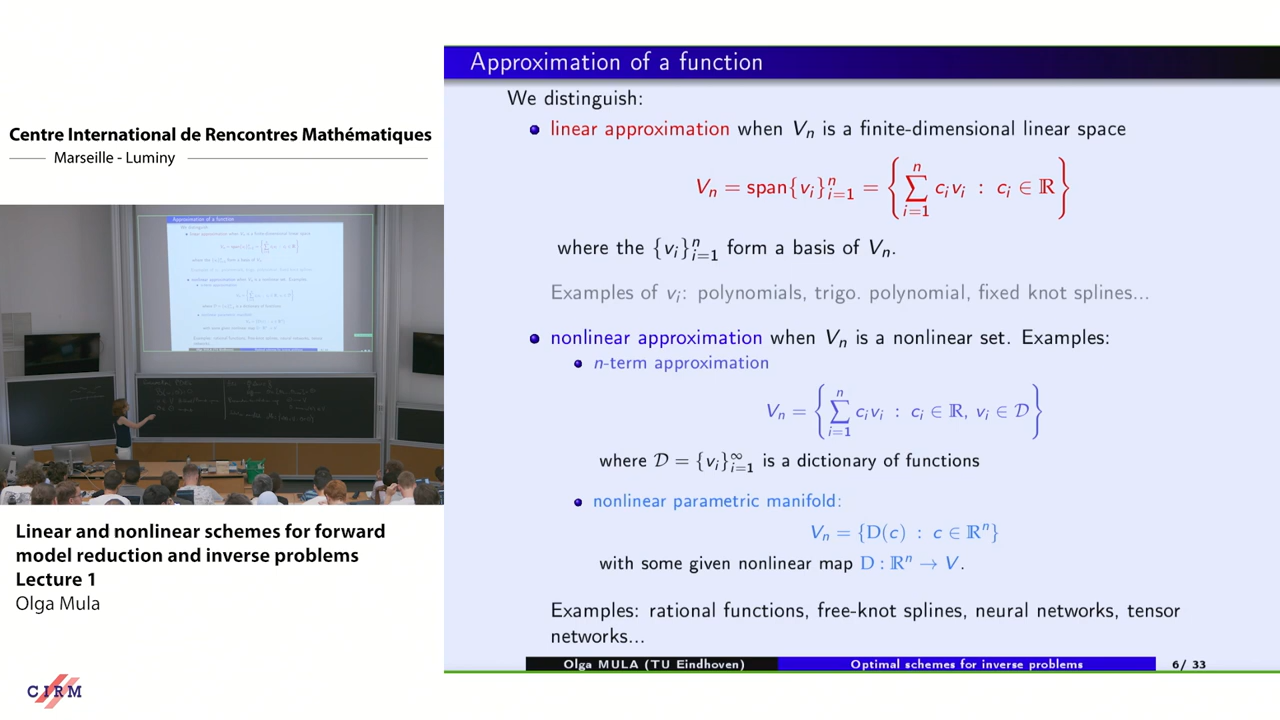 Centre International de Rencontres Mathématiques
Marseille - Luminy
Linear and nonlinear schemes for forward
model reduction and inverse problems
Lecture 1
Olga Mula
CIRM
Approximation of a function
We distinguish:
linear approximation when Vₙ is a finite-dimensional linear space
Vₙ = span{vᵢ}ⁿᵢ₌₁ = { ∑ⁿᵢ₌₁ cᵢvᵢ : cᵢ ∈ ℝ }
where the {vᵢ}ⁿᵢ₌₁ form a basis of Vₙ.
Examples of vᵢ: polynomials, trigo. polynomial, fixed knot splines...
nonlinear approximation when Vₙ is a nonlinear set. Examples:
n-term approximation
Vₙ = { ∑ⁿᵢ₌₁ cᵢvᵢ : cᵢ ∈ ℝ, vᵢ ∈ 𝒟 }
where 𝒟 = {vᵢ}∞ᵢ₌₁ is a dictionary of functions
nonlinear parametric manifold:
Vₙ = {D(c) : c ∈ ℝⁿ}
with some given nonlinear map D : ℝⁿ → V.
Examples: rational functions, free-knot splines, neural networks, tensor
networks...
Olga MULA (TU Eindhoven) Optimal schemes for inverse problems 6/ 33